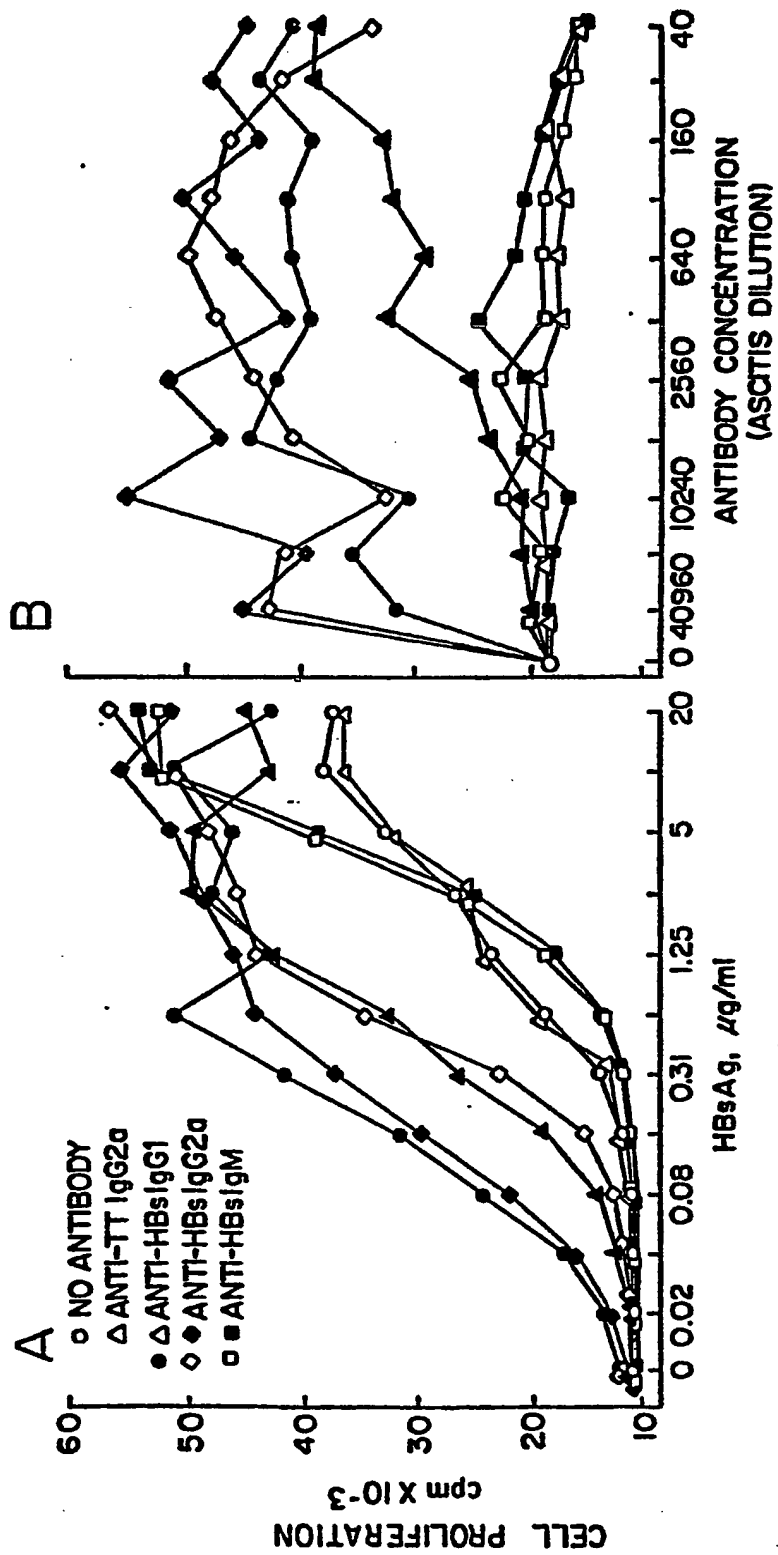 A
○ NO ANTIBODY
△ ANTI-TT IgG2a
● ▲ ANTI-HBsIgG1
◇ ◆ ANTI-HBsIgG2a
□ ■ ANTI-HBsIgM
CELL PROLIFERATION
cpm X 10-3
60
50
40
30
20
10
0 0.02 0.08 0.31 1.25 5 20
HBsAg, µg/ml
B
0 40960 10240 2560 640 160 40
ANTIBODY CONCENTRATION
(ASCITIS DILUTION)